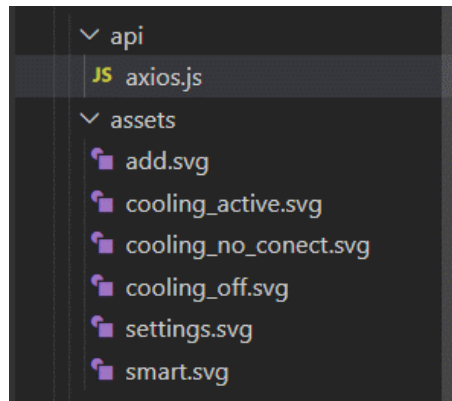 api
JS axios.js
assets
add.svg
cooling_active.svg
cooling_no_conect.svg
cooling_off.svg
settings.svg
smart.svg